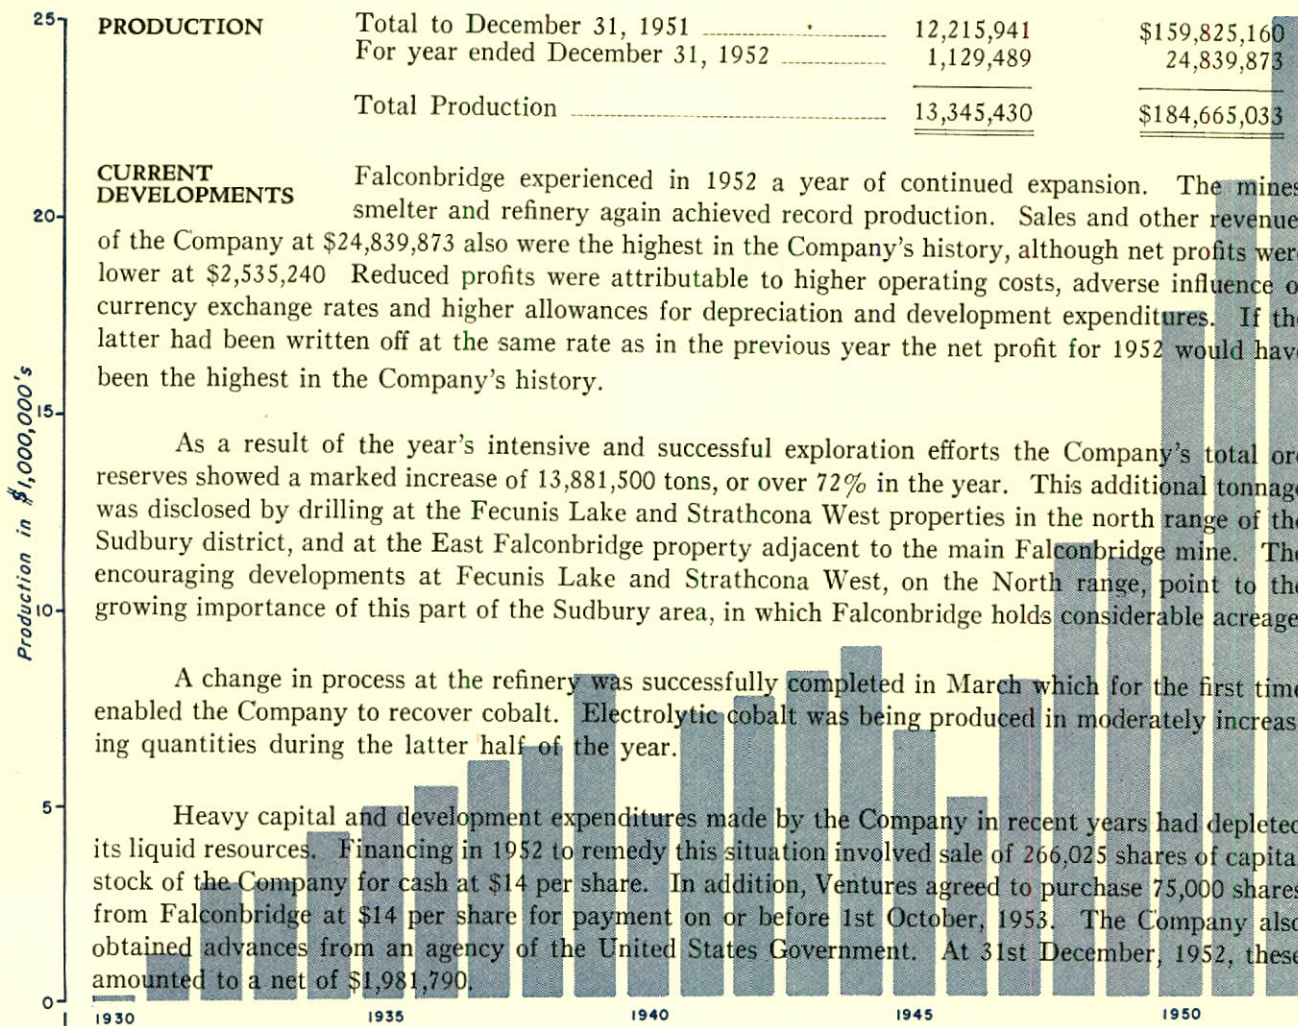 PRODUCTION Total to December 31, 1951 12,215,941 $159,825,160
For year ended December 31, 1952 1,129,489 24,839,873
Total Production 13,345,430 $184,665,033
CURRENT DEVELOPMENTS Falconbridge experienced in 1952 a year of continued expansion. The mines
smelter and refinery again achieved record production. Sales and other revenue
of the Company at $24,839,873 also were the highest in the Company's history, although net profits wer
lower at $2,535,240 Reduced profits were attributable to higher operating costs, adverse influence o
currency exchange rates and higher allowances for depreciation and development expenditures. If th
latter had been written off at the same rate as in the previous year the net profit for 1952 would hav
been the highest in the Company's history.
As a result of the year's intensive and successful exploration efforts the Company's total or
reserves showed a marked increase of 13,881,500 tons, or over 72% in the year. This additional tonnag
was disclosed by drilling at the Fecunis Lake and Strathcona West properties in the north range of th
Sudbury district, and at the East Falconbridge property adjacent to the main Falconbridge mine. Th
encouraging developments at Fecunis Lake and Strathcona West, on the North range, point to th
growing importance of this part of the Sudbury area, in which Falconbridge holds considerable acreage
A change in process at the refinery was successfully completed in March which for the first tim
enabled the Company to recover cobalt. Electrolytic cobalt was being produced in moderately increas
ing quantities during the latter half of the year.
Heavy capital and development expenditures made by the Company in recent years had depleted
its liquid resources. Financing in 1952 to remedy this situation involved sale of 266,025 shares of capita
stock of the Company for cash at $14 per share. In addition, Ventures agreed to purchase 75,000 shares
from Falconbridge at $14 per share for payment on or before 1st October, 1953. The Company also
obtained advances from an agency of the United States Government. At 31st December, 1952, these
amounted to a net of $1,981,790.
Production in $1,000,000's
25
20
15
10
5
0
1930 1935 1940 1945 1950